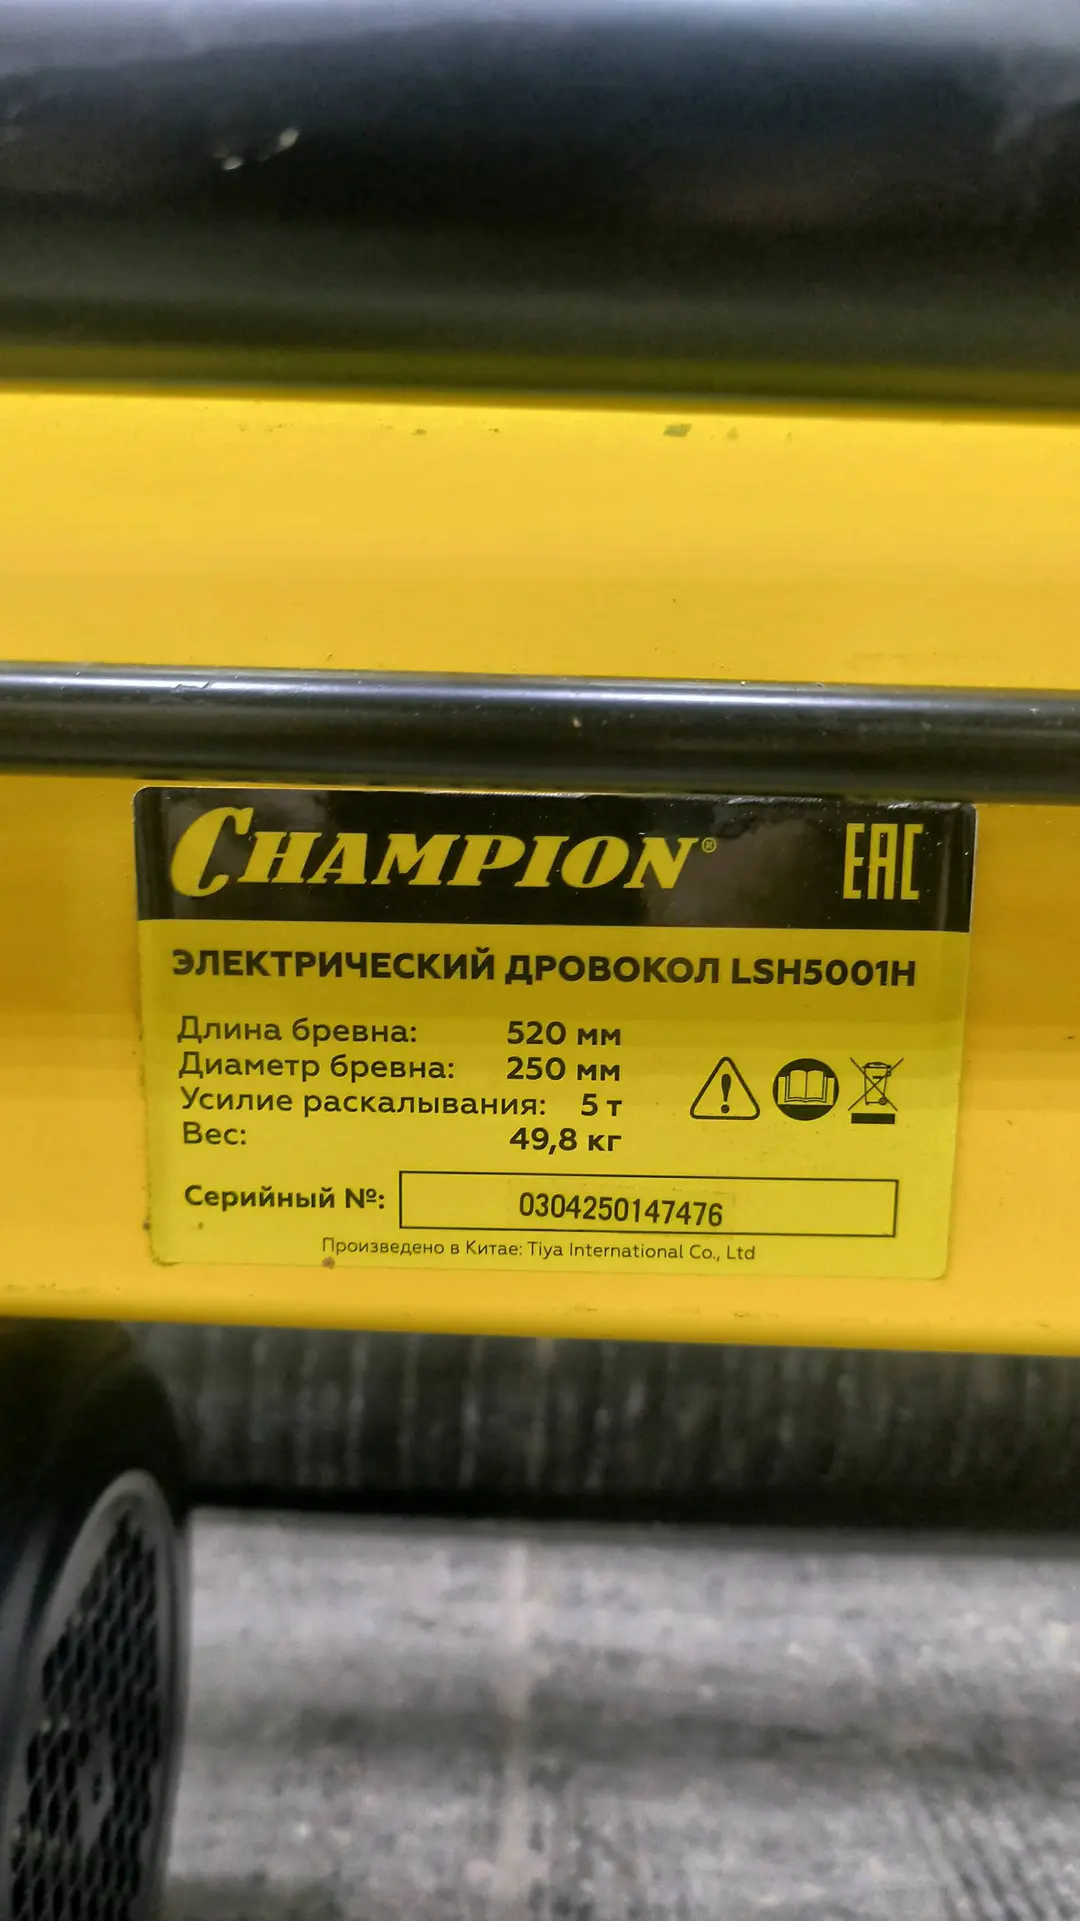 CHAMPION®
EAC
ЭЛЕКТРИЧЕСКИЙ ДРОВОКОЛ LSH5001H
Длина бревна: 520 мм
Диаметр бревна: 250 мм
Усилие раскалывания: 5 т
Вес: 49,8 кг
Серийный №: 0304250147476
Произведено в Китае: Tiya International Co., Ltd